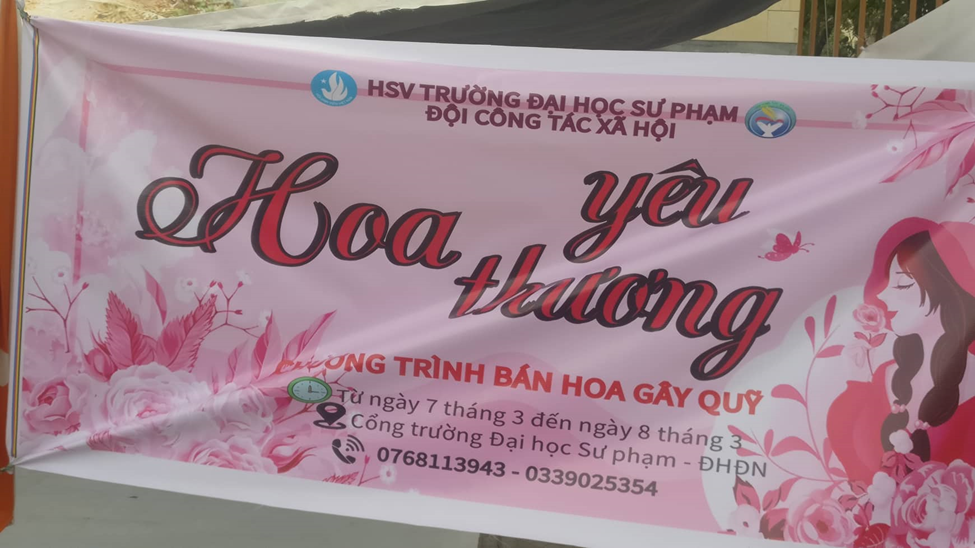 HSV TRƯỜNG ĐẠI HỌC SƯ PHẠM
ĐỘI CÔNG TÁC XÃ HỘI
Hoa yêu
thương
CHƯƠNG TRÌNH BÁN HOA GÂY QUỸ
Từ ngày 7 tháng 3 đến ngày 8 tháng 3
Cổng trường Đại học Sư phạm - ĐHĐN
0768113943 - 0339025354